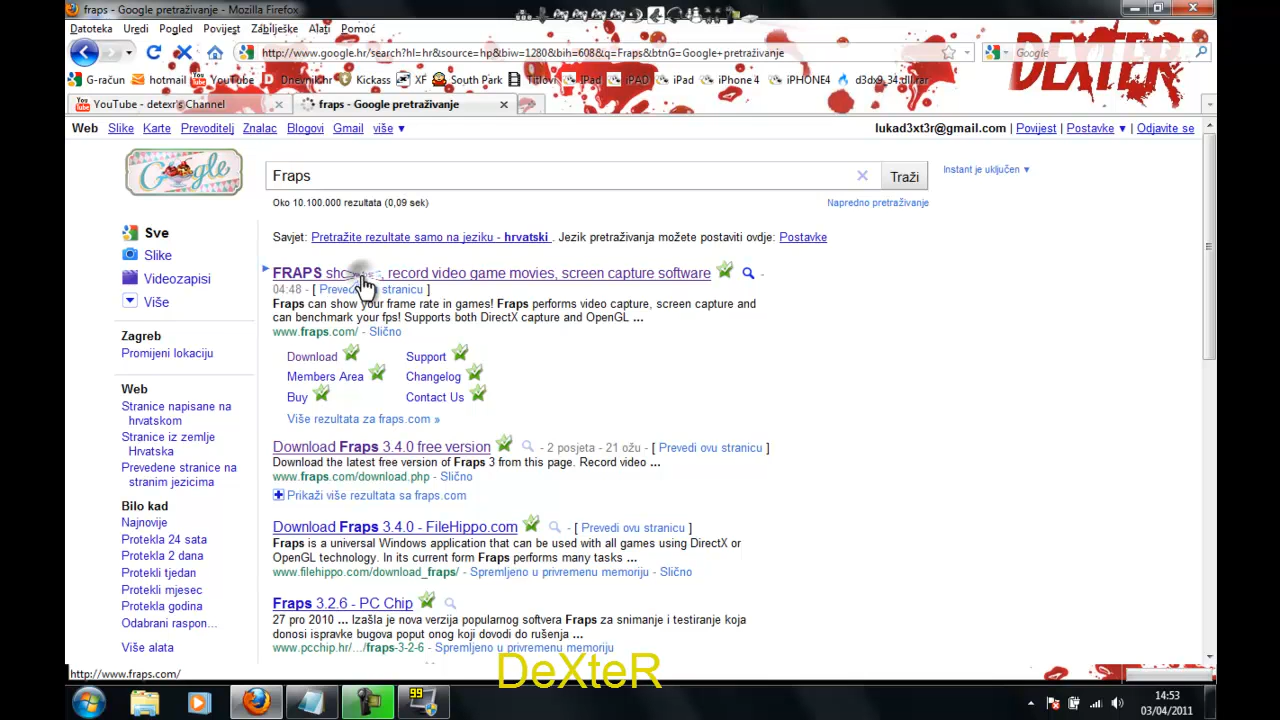 fraps - Google pretraživanje - Mozilla Firefox
Datoteka Uredi Pogled Povijest Zabilješke Alati Pomoć
http://www.google.hr/search?hl=hr&source=hp&biw=1280&bih=608&q=Fraps&btnG=Google+pretraživanje
Google
DEXTER
G-račun hotmail YouTube Dnevnik.hr Kickass XF South Park Titlovi IPad iPAD iPad iPhone 4 iPHONE4 d3dx9_34.dll.rar
YouTube - detexr's Channel
fraps - Google pretraživanje
Web Slike Karte Prevoditelj Znalac Blogovi Gmail više ▼
lukad3xt3r@gmail.com | Povijest | Postavke ▼ | Odjavite se
Google
Fraps
Traži
Instant je uključen ▼
Oko 10.100.000 rezultata (0,09 sek)
Napredno pretraživanje
Sve
Slike
Videozapisi
Više
Zagreb
Promijeni lokaciju
Web
Stranice napisane na
hrvatskom
Stranice iz zemlje
Hrvatska
Prevedene stranice na
stranim jezicima
Bilo kad
Najnovije
Protekla 24 sata
Protekla 2 dana
Protekli tjedan
Protekli mjesec
Protekla godina
Odabrani raspon...
Više alata
Savjet: Pretražite rezultate samo na jeziku - hrvatski . Jezik pretraživanja možete postaviti ovdje: Postavke
FRAPS record video game movies, screen capture software -
04:48 - [ stranicu ]
Fraps can show your frame rate in games! Fraps performs video capture, screen capture and
can benchmark your fps! Supports both DirectX capture and OpenGL ...
www.fraps.com/ - Slično
Download Support
Members Area Changelog
Buy Contact Us
Više rezultata za fraps.com »
Download Fraps 3.4.0 free version - 2 posjeta - 21 ožu - [ Prevedi ovu stranicu ]
Download the latest free version of Fraps 3 from this page. Record video ...
www.fraps.com/download.php - Slično
Prikaži više rezultata sa fraps.com
Download Fraps 3.4.0 - FileHippo.com - [ Prevedi ovu stranicu ]
Fraps is a universal Windows application that can be used with all games using DirectX or
OpenGL technology. In its current form Fraps performs many tasks ...
www.filehippo.com/download_fraps/ - Spremljeno u privremenu memoriju - Slično
Fraps 3.2.6 - PC Chip
27 pro 2010 ... Izašla je nova verzija popularnog softvera Fraps za snimanje i testiranje koja
donosi ispravke bugova poput onog koji dovodi do rušenja ...
www.pcchip.hr/.../fraps-3-2-6 - Spremljeno u privremenu memoriju
DeXteR
http://www.fraps.com/
99
14:53
03/04/2011